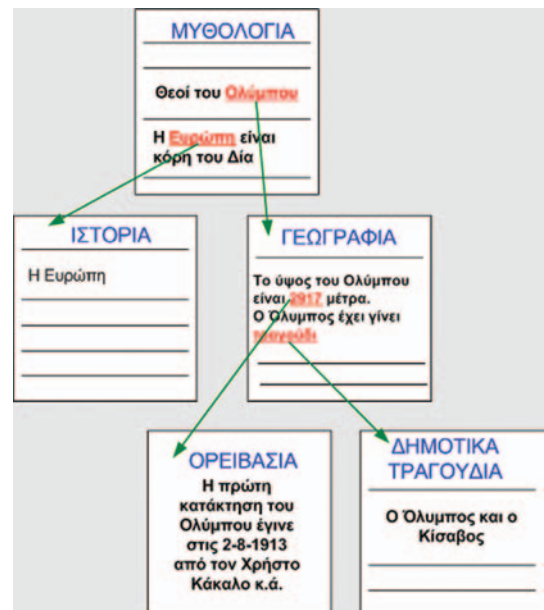 ΜΥΘΟΛΟΓΙΑ
Θεοί του Ολύμπου
Η Ευρώπη είναι
κόρη του Δία
ΙΣΤΟΡΙΑ
Η Ευρώπη
ΓΕΩΓΡΑΦΙΑ
Το ύψος του Ολύμπου
είναι 2917 μέτρα.
Ο Όλυμπος έχει γίνει
τραγούδι
ΟΡΕΙΒΑΣΙΑ
Η πρώτη
κατάκτηση του
Ολύμπου έγινε
στις 2-8-1913
από τον Χρήστο
Κάκαλο κ.ά.
ΔΗΜΟΤΙΚΑ
ΤΡΑΓΟΥΔΙΑ
Ο Όλυμπος και ο
Κίσαβος